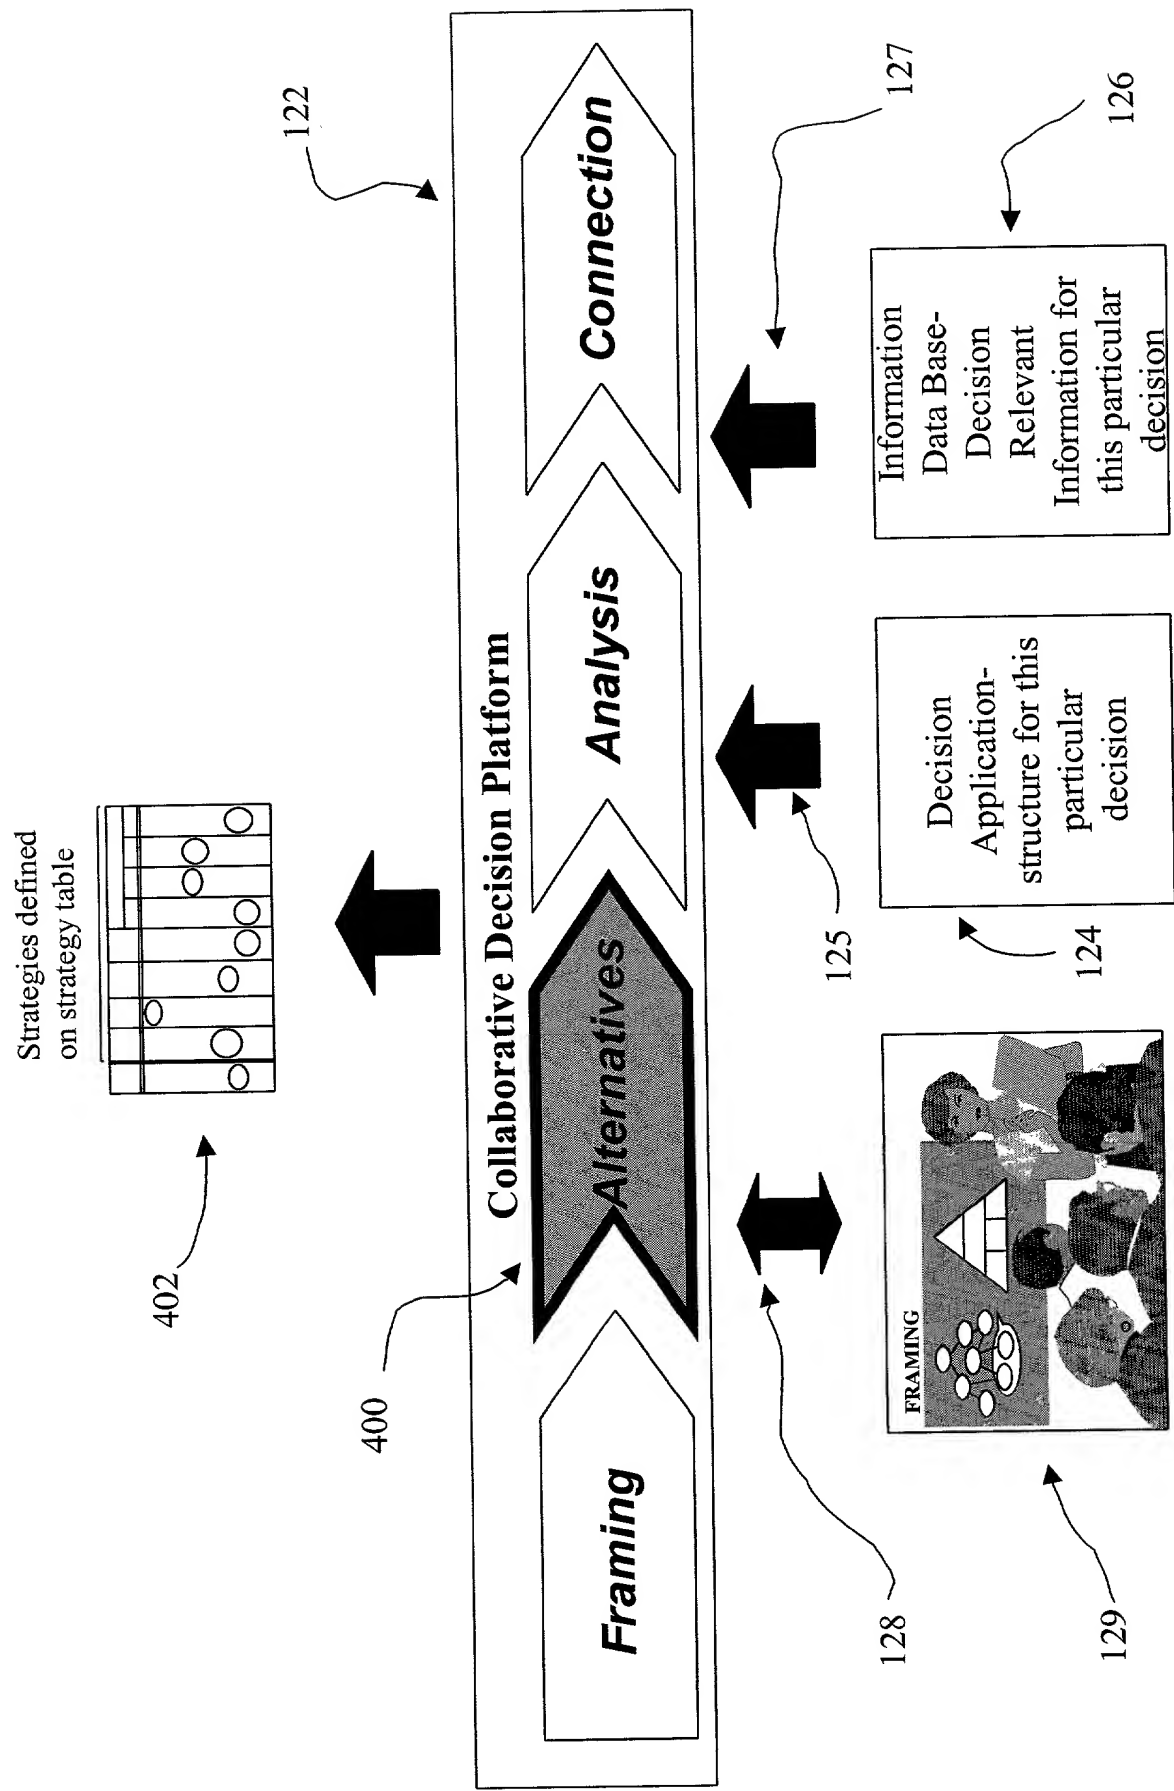 Strategies defined
on strategy table
402
122
Collaborative Decision Platform
400
Framing
Alternatives
Analysis
Connection
128
125
127
FRAMING
129
Decision
Application-
structure for this
particular
decision
124
Information
Data Base-
Decision
Relevant
Information for
this particular
decision
126